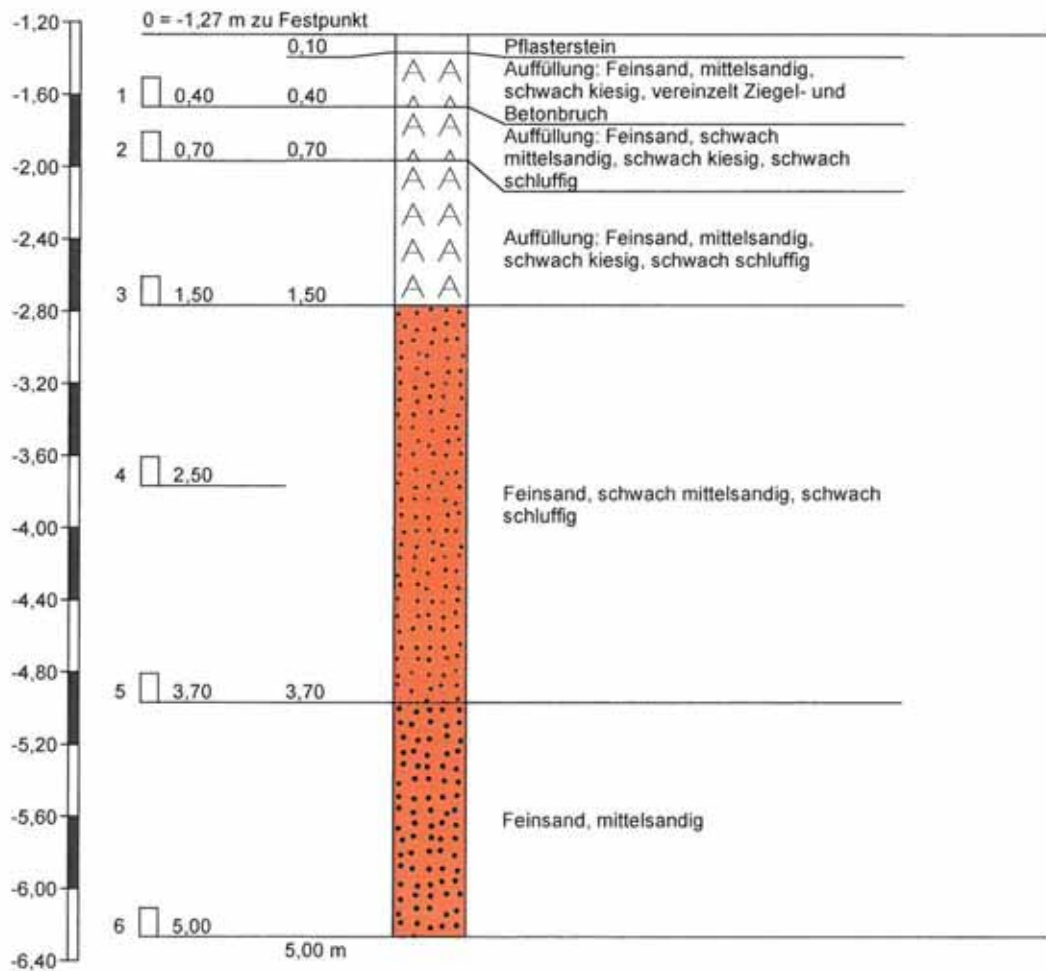 -1,20
0 = -1,27 m zu Festpunkt
0,10
Pflasterstein
Auffüllung: Feinsand, mittelsandig,
schwach kiesig, vereinzelt Ziegel- und
Betonbruch
-1,60
1
0,40
0,40
Auffüllung: Feinsand, schwach
mittelsandig, schwach kiesig, schwach
schluffig
-2,00
2
0,70
0,70
-2,40
Auffüllung: Feinsand, mittelsandig,
schwach kiesig, schwach schluffig
-2,80
3
1,50
1,50
-3,20
-3,60
4
2,50
Feinsand, schwach mittelsandig, schwach
schluffig
-4,00
-4,40
-4,80
5
3,70
3,70
-5,20
-5,60
Feinsand, mittelsandig
-6,00
6
5,00
5,00 m
-6,40
A A
A A
A A
A A
A A
A A
A A